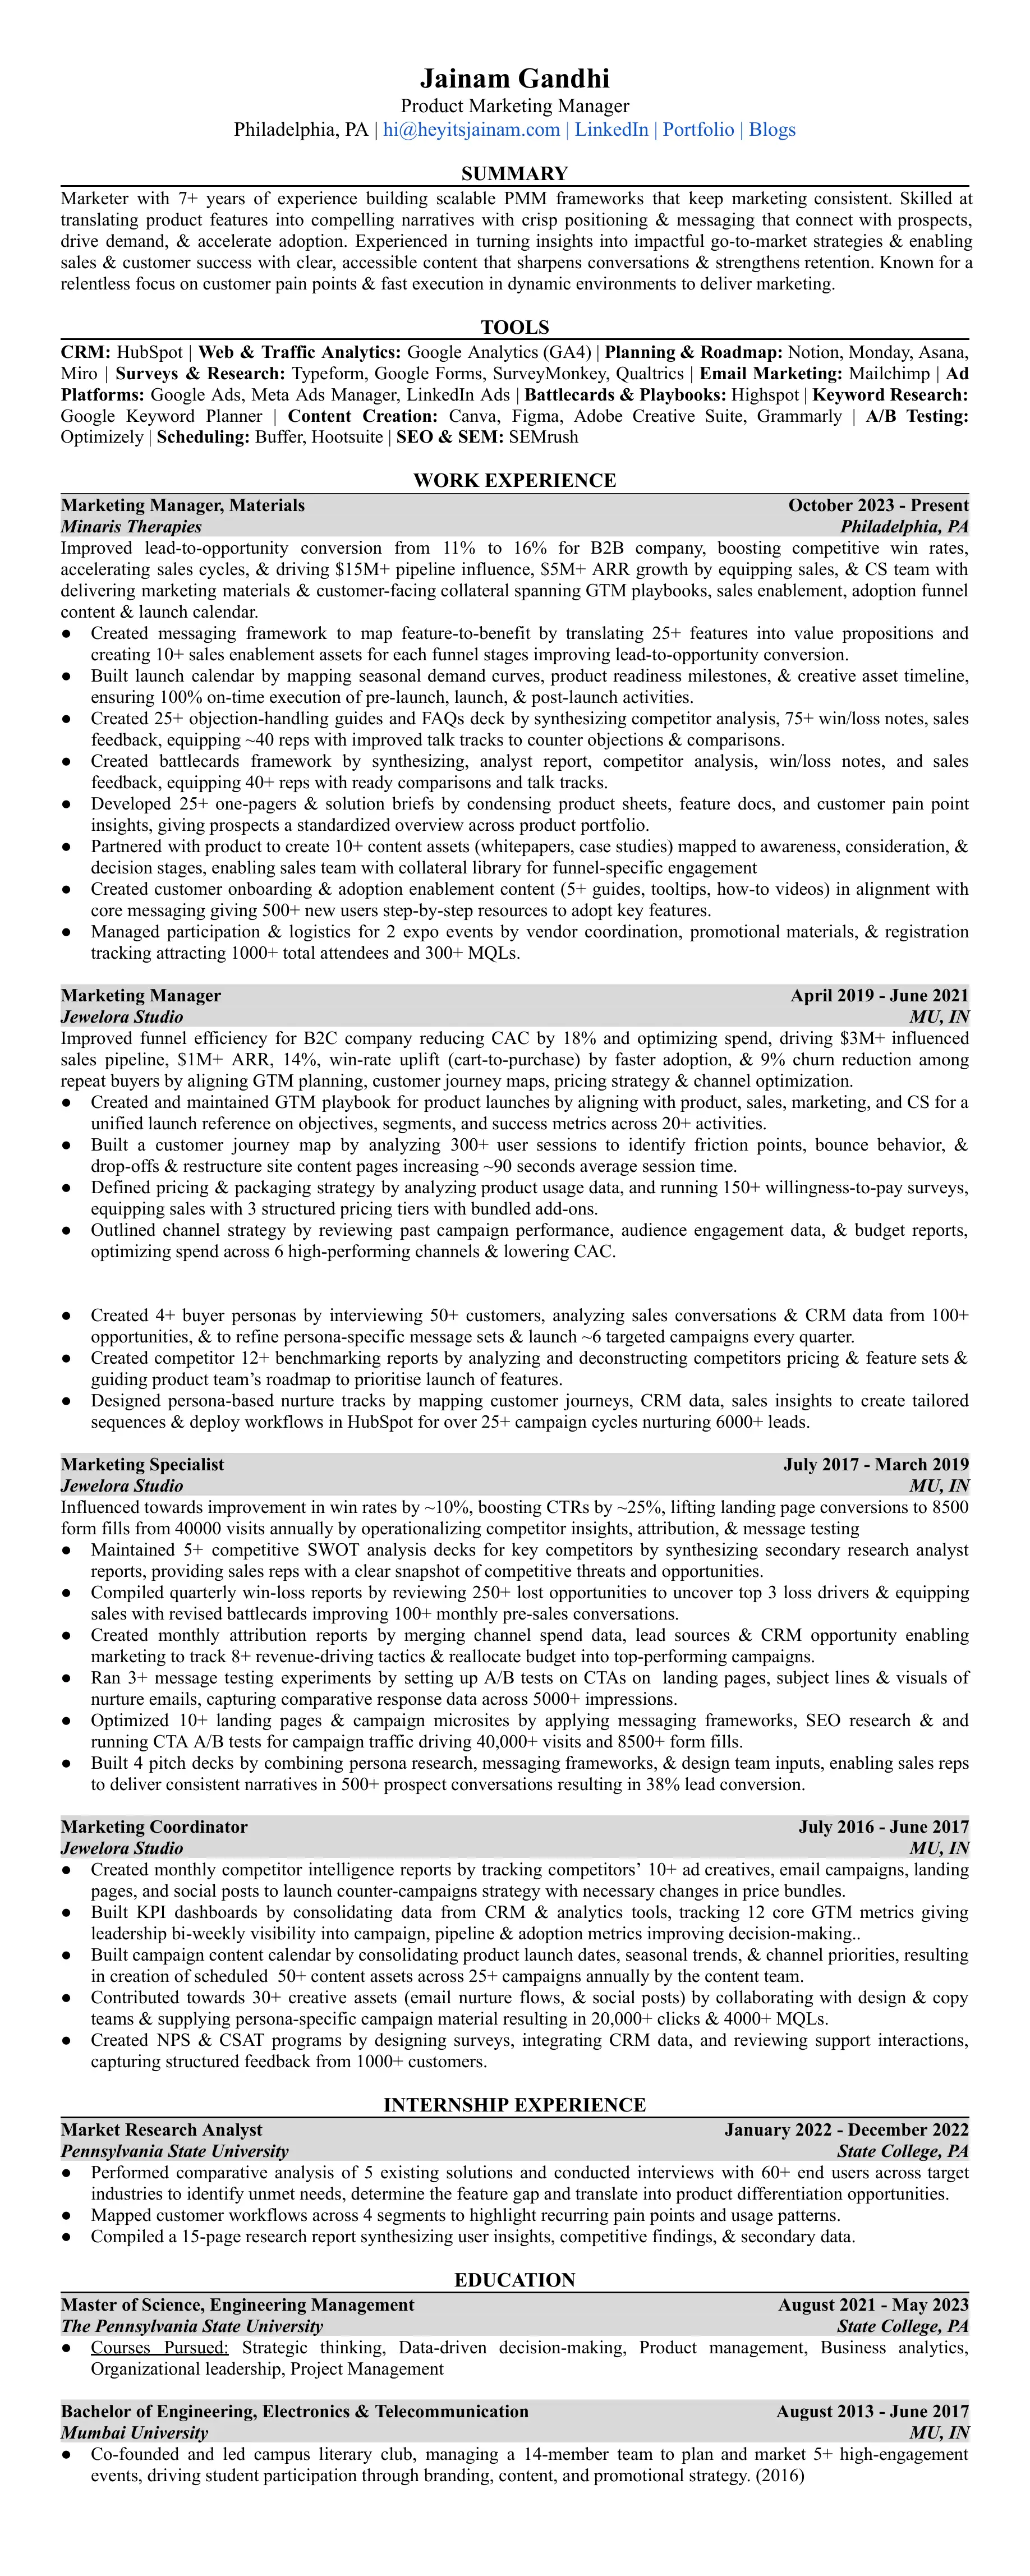 Jainam Gandhi
Product Marketing Manager
Philadelphia, PA | hi@heyitsjainam.com | LinkedIn | Portfolio | Blogs
SUMMARY
Marketer with 7+ years of experience building scalable PMM frameworks that keep marketing consistent. Skilled at
translating product features into compelling narratives with crisp positioning & messaging that connect with prospects,
drive demand, & accelerate adoption. Experienced in turning insights into impactful go-to-market strategies & enabling
sales & customer success with clear, accessible content that sharpens conversations & strengthens retention. Known for a
relentless focus on customer pain points & fast execution in dynamic environments to deliver marketing.
TOOLS
CRM: HubSpot | Web & Traffic Analytics: Google Analytics (GA4) | Planning & Roadmap: Notion, Monday, Asana,
Miro | Surveys & Research: Typeform, Google Forms, SurveyMonkey, Qualtrics | Email Marketing: Mailchimp | Ad
Platforms: Google Ads, Meta Ads Manager, LinkedIn Ads | Battlecards & Playbooks: Highspot | Keyword Research:
Google Keyword Planner | Content Creation: Canva, Figma, Adobe Creative Suite, Grammarly | A/B Testing:
Optimizely | Scheduling: Buffer, Hootsuite | SEO & SEM: SEMrush
WORK EXPERIENCE
Marketing Manager, Materials October 2023 - Present
Minaris Therapies Philadelphia, PA
Improved lead-to-opportunity conversion from 11% to 16% for B2B company, boosting competitive win rates,
accelerating sales cycles, & driving $15M+ pipeline influence, $5M+ ARR growth by equipping sales, & CS team with
delivering marketing materials & customer-facing collateral spanning GTM playbooks, sales enablement, adoption funnel
content & launch calendar.
● Created messaging framework to map feature-to-benefit by translating 25+ features into value propositions and
creating 10+ sales enablement assets for each funnel stages improving lead-to-opportunity conversion.
● Built launch calendar by mapping seasonal demand curves, product readiness milestones, & creative asset timeline,
ensuring 100% on-time execution of pre-launch, launch, & post-launch activities.
● Created 25+ objection-handling guides and FAQs deck by synthesizing competitor analysis, 75+ win/loss notes, sales
feedback, equipping ~40 reps with improved talk tracks to counter objections & comparisons.
● Created battlecards framework by synthesizing, analyst report, competitor analysis, win/loss notes, and sales
feedback, equipping 40+ reps with ready comparisons and talk tracks.
● Developed 25+ one-pagers & solution briefs by condensing product sheets, feature docs, and customer pain point
insights, giving prospects a standardized overview across product portfolio.
● Partnered with product to create 10+ content assets (whitepapers, case studies) mapped to awareness, consideration, &
decision stages, enabling sales team with collateral library for funnel-specific engagement
● Created customer onboarding & adoption enablement content (5+ guides, tooltips, how-to videos) in alignment with
core messaging giving 500+ new users step-by-step resources to adopt key features.
● Managed participation & logistics for 2 expo events by vendor coordination, promotional materials, & registration
tracking attracting 1000+ total attendees and 300+ MQLs.
Marketing Manager April 2019 - June 2021
Jewelora Studio MU, IN
Improved funnel efficiency for B2C company reducing CAC by 18% and optimizing spend, driving $3M+ influenced
sales pipeline, $1M+ ARR, 14%, win-rate uplift (cart-to-purchase) by faster adoption, & 9% churn reduction among
repeat buyers by aligning GTM planning, customer journey maps, pricing strategy & channel optimization.
● Created and maintained GTM playbook for product launches by aligning with product, sales, marketing, and CS for a
unified launch reference on objectives, segments, and success metrics across 20+ activities.
● Built a customer journey map by analyzing 300+ user sessions to identify friction points, bounce behavior, &
drop-offs & restructure site content pages increasing ~90 seconds average session time.
● Defined pricing & packaging strategy by analyzing product usage data, and running 150+ willingness-to-pay surveys,
equipping sales with 3 structured pricing tiers with bundled add-ons.
● Outlined channel strategy by reviewing past campaign performance, audience engagement data, & budget reports,
optimizing spend across 6 high-performing channels & lowering CAC.
● Created 4+ buyer personas by interviewing 50+ customers, analyzing sales conversations & CRM data from 100+
opportunities, & to refine persona-specific message sets & launch ~6 targeted campaigns every quarter.
● Created competitor 12+ benchmarking reports by analyzing and deconstructing competitors pricing & feature sets &
guiding product team’s roadmap to prioritise launch of features.
● Designed persona-based nurture tracks by mapping customer journeys, CRM data, sales insights to create tailored
sequences & deploy workflows in HubSpot for over 25+ campaign cycles nurturing 6000+ leads.
Marketing Specialist July 2017 - March 2019
Jewelora Studio MU, IN
Influenced towards improvement in win rates by ~10%, boosting CTRs by ~25%, lifting landing page conversions to 8500
form fills from 40000 visits annually by operationalizing competitor insights, attribution, & message testing
● Maintained 5+ competitive SWOT analysis decks for key competitors by synthesizing secondary research analyst
reports, providing sales reps with a clear snapshot of competitive threats and opportunities.
● Compiled quarterly win-loss reports by reviewing 250+ lost opportunities to uncover top 3 loss drivers & equipping
sales with revised battlecards improving 100+ monthly pre-sales conversations.
● Created monthly attribution reports by merging channel spend data, lead sources & CRM opportunity enabling
marketing to track 8+ revenue-driving tactics & reallocate budget into top-performing campaigns.
● Ran 3+ message testing experiments by setting up A/B tests on CTAs on landing pages, subject lines & visuals of
nurture emails, capturing comparative response data across 5000+ impressions.
● Optimized 10+ landing pages & campaign microsites by applying messaging frameworks, SEO research & and
running CTA A/B tests for campaign traffic driving 40,000+ visits and 8500+ form fills.
● Built 4 pitch decks by combining persona research, messaging frameworks, & design team inputs, enabling sales reps
to deliver consistent narratives in 500+ prospect conversations resulting in 38% lead conversion.
Marketing Coordinator July 2016 - June 2017
Jewelora Studio MU, IN
● Created monthly competitor intelligence reports by tracking competitors’ 10+ ad creatives, email campaigns, landing
pages, and social posts to launch counter-campaigns strategy with necessary changes in price bundles.
● Built KPI dashboards by consolidating data from CRM & analytics tools, tracking 12 core GTM metrics giving
leadership bi-weekly visibility into campaign, pipeline & adoption metrics improving decision-making..
● Built campaign content calendar by consolidating product launch dates, seasonal trends, & channel priorities, resulting
in creation of scheduled 50+ content assets across 25+ campaigns annually by the content team.
● Contributed towards 30+ creative assets (email nurture flows, & social posts) by collaborating with design & copy
teams & supplying persona-specific campaign material resulting in 20,000+ clicks & 4000+ MQLs.
● Created NPS & CSAT programs by designing surveys, integrating CRM data, and reviewing support interactions,
capturing structured feedback from 1000+ customers.
INTERNSHIP EXPERIENCE
Market Research Analyst January 2022 - December 2022
Pennsylvania State University State College, PA
● Performed comparative analysis of 5 existing solutions and conducted interviews with 60+ end users across target
industries to identify unmet needs, determine the feature gap and translate into product differentiation opportunities.
● Mapped customer workflows across 4 segments to highlight recurring pain points and usage patterns.
● Compiled a 15-page research report synthesizing user insights, competitive findings, & secondary data.
EDUCATION
Master of Science, Engineering Management August 2021 - May 2023
The Pennsylvania State University State College, PA
● Courses Pursued: Strategic thinking, Data-driven decision-making, Product management, Business analytics,
Organizational leadership, Project Management
Bachelor of Engineering, Electronics & Telecommunication August 2013 - June 2017
Mumbai University MU, IN
● Co-founded and led campus literary club, managing a 14-member team to plan and market 5+ high-engagement
events, driving student participation through branding, content, and promotional strategy. (2016)